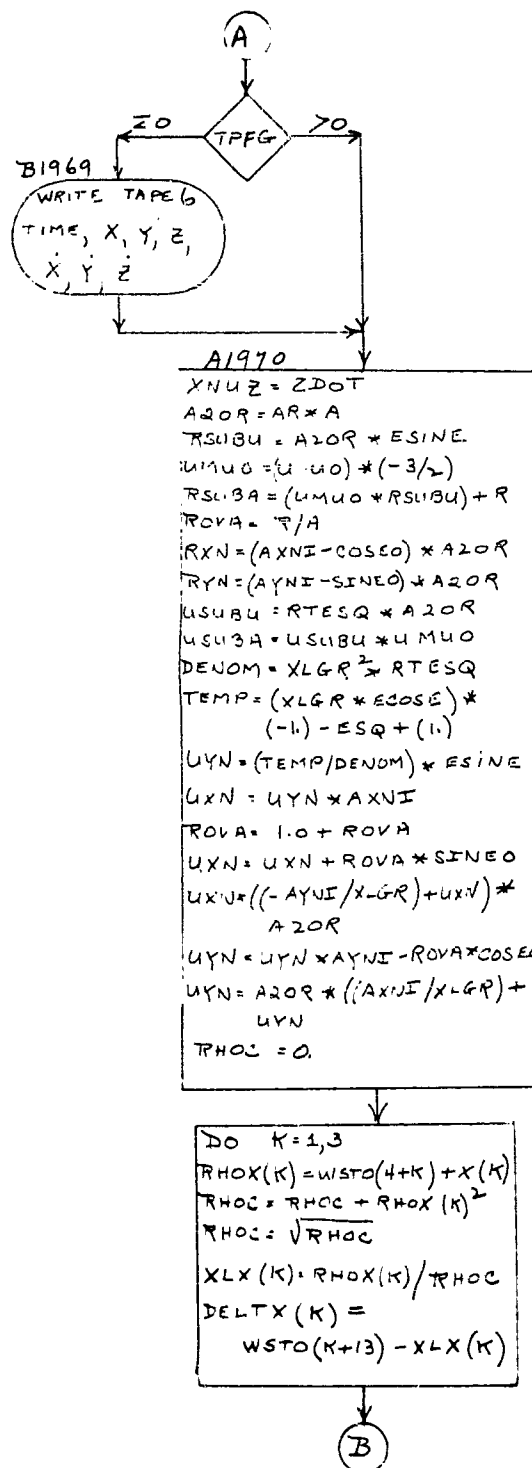 A
≤0
TPFG
>0
B1969
WRITE TAPE 6
TIME, X, Y, Z,
Ẋ, Ẏ, Ż
A1970
XNUZ = ZDOT
A2OR = AR * A
RSUBU = A2OR * ESINE
UMUO = (U-UO) * (-3/2)
RSUBA = (UMUO * RSUBU) + R
ROVA = R/A
RXN = (AXNI-COSEO) * A2OR
RYN = (AYNI-SINEO) * A2OR
USUBU = RTESQ * A2OR
USUBA = USUBU * UMUO
DENOM = XLGR² * RTESQ
TEMP = (XLGR * ECOSE) *
(-1.) - ESQ + (1.)
UYN = (TEMP/DENOM) * ESINE
UXN = UYN * AXNI
ROVA = 1.0 + ROVA
UXN = UXN + ROVA * SINEO
UXN = ((-AYNI/XLGR) + UXN) *
A2OR
UYN = UYN * AYNI - ROVA * COSEO
UYN = A2OR * ((AXNI/XLGR) +
UYN
RHOC = 0.
DO K = 1,3
RHOX(K) = WSTO(4+K) + X(K)
RHOC = RHOC + RHOX(K)²
RHOC = √RHOC
XLX(K) = RHOX(K)/RHOC
DELTX(K) =
WSTO(K+13) - XLX(K)
B